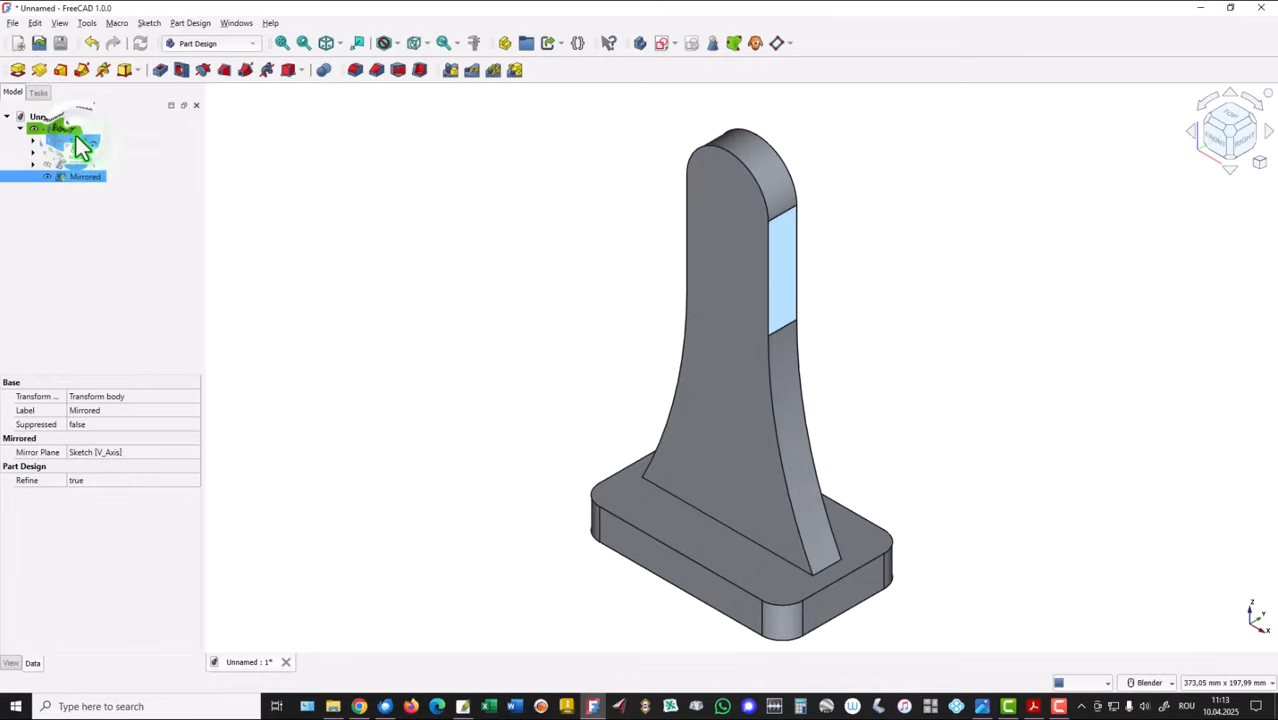 * Unnamed - FreeCAD 1.0.0
File Edit View Tools Macro Sketch Part Design Windows Help
Part Design
Model Tasks
Mirrored
Base
Transform ... Transform body
Label Mirrored
Suppressed false
Mirrored
Mirror Plane Sketch [V_Axis]
Part Design
Refine true
TOP
FRONT
RIGHT
Z
Y
X
View Data
Unnamed : 1*
Blender
373,05 mm x 197,99 mm
Type here to search
ROU
11:13
10.04.2025